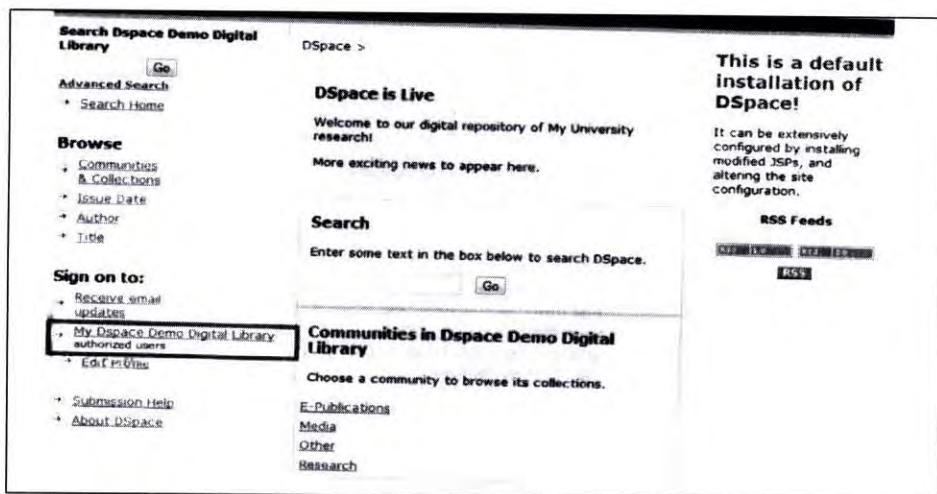 Search Dspace Demo Digital
Library
Go
Advanced Search
Search Home
Browse
Communities
& Collections
Issue Date
Author
Title
Sign on to:
Receive email
updates
My Dspace Demo Digital Library
authorized users
Edit Profile
Submission Help
About DSpace
DSpace >
DSpace is Live
Welcome to our digital repository of My University
research!
More exciting news to appear here.
Search
Enter some text in the box below to search DSpace.
Go
Communities in Dspace Demo Digital
Library
Choose a community to browse its collections.
E-Publications
Media
Other
Research
This is a default
installation of
DSpace!
It can be extensively
configured by installing
modified JSPs, and
altering the site
configuration.
RSS Feeds
RSS